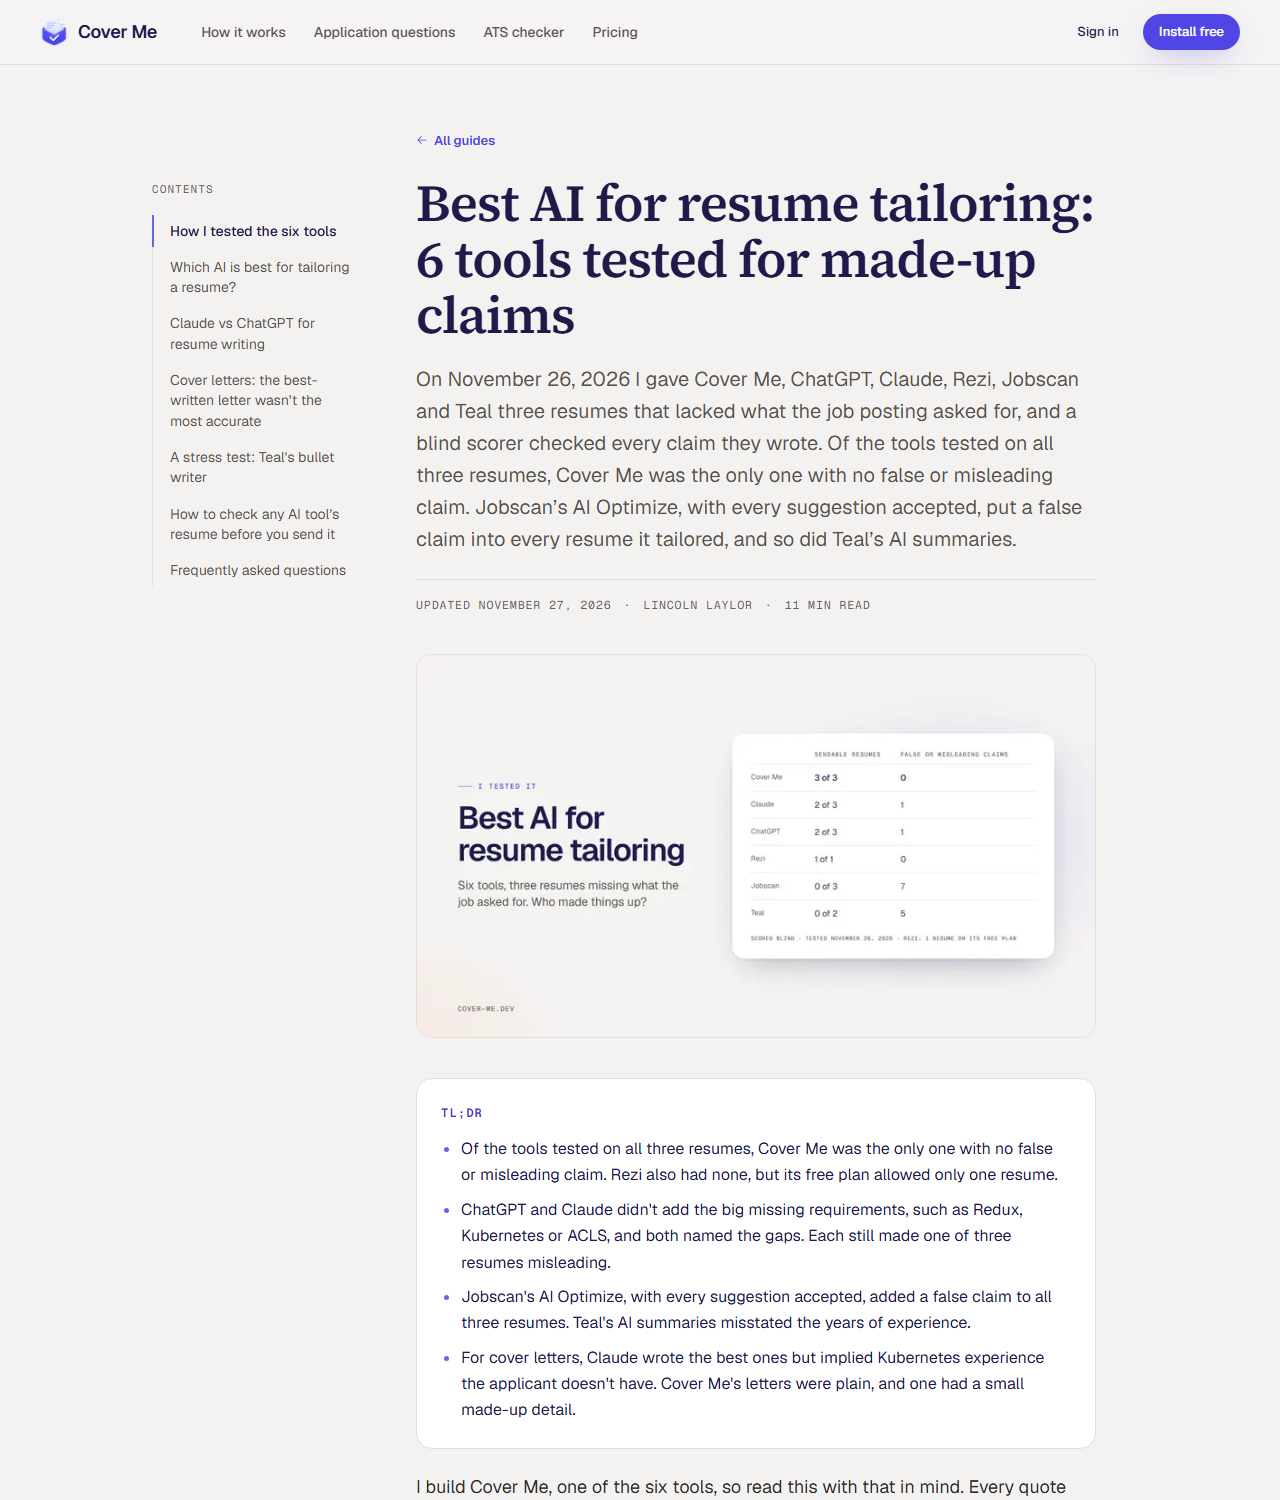 Cover Me
How it works
Application questions
ATS checker
Pricing
Sign in
Install free
← All guides
CONTENTS
How I tested the six tools
Which AI is best for tailoring
a resume?
Claude vs ChatGPT for
resume writing
Cover letters: the best-
written letter wasn't the
most accurate
A stress test: Teal's bullet
writer
How to check any AI tool's
resume before you send it
Frequently asked questions
Best AI for resume tailoring:
6 tools tested for made-up
claims
On November 26, 2026 I gave Cover Me, ChatGPT, Claude, Rezi, Jobscan
and Teal three resumes that lacked what the job posting asked for, and a
blind scorer checked every claim they wrote. Of the tools tested on all
three resumes, Cover Me was the only one with no false or misleading
claim. Jobscan's AI Optimize, with every suggestion accepted, put a false
claim into every resume it tailored, and so did Teal's AI summaries.
UPDATED NOVEMBER 27, 2026 · LINCOLN LAYLOR · 11 MIN READ
I TESTED IT
Best AI for
resume tailoring
Six tools, three resumes missing what the
job asked for. Who made things up?
COVER-ME.DEV
SENDABLE RESUMES FALSE OR MISLEADING CLAIMS
Cover Me 3 of 3 0
Claude 2 of 3 1
ChatGPT 2 of 3 1
Rezi 1 of 1 0
Jobscan 0 of 3 7
Teal 0 of 2 5
SCORED BLIND · TESTED NOVEMBER 26, 2026 · REZI: 1 RESUME ON ITS FREE PLAN
TL;DR
• Of the tools tested on all three resumes, Cover Me was the only one with no false
or misleading claim. Rezi also had none, but its free plan allowed only one resume.
• ChatGPT and Claude didn't add the big missing requirements, such as Redux,
Kubernetes or ACLS, and both named the gaps. Each still made one of three
resumes misleading.
• Jobscan's AI Optimize, with every suggestion accepted, added a false claim to all
three resumes. Teal's AI summaries misstated the years of experience.
• For cover letters, Claude wrote the best ones but implied Kubernetes experience
the applicant doesn't have. Cover Me's letters were plain, and one had a small
made-up detail.
I build Cover Me, one of the six tools, so read this with that in mind. Every quote